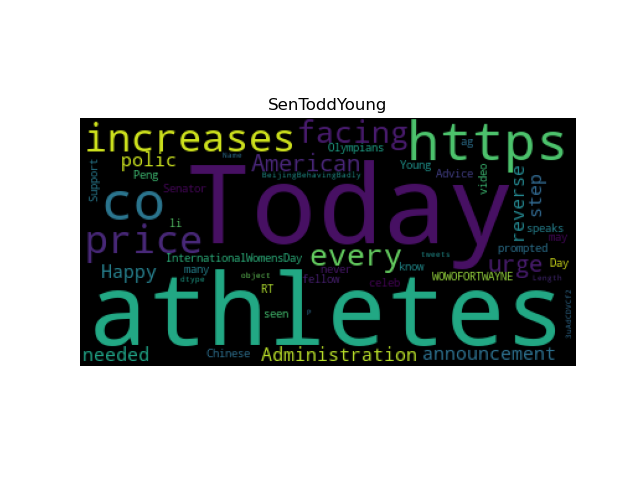 SenToddYoung
increases facing https
Olympians ag
polic American Name
Support Peng BeijingBehavingBadly Young Advice video reverse step
co Senator Today
li speaks
price every urge may
InternationalWomensDay tweets prompted
Happy many object never know WOWOFORTWAYNE Day
dtype RT fellow celeb Length
athletes
seen P
needed Chinese Administration announcement